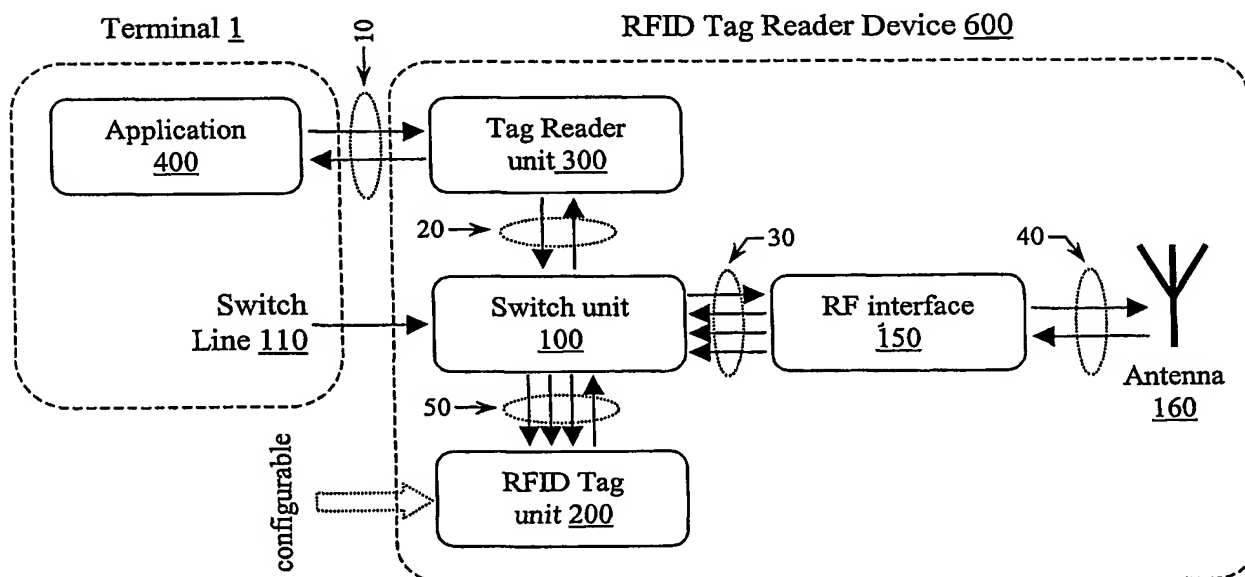 Terminal 1
10
RFID Tag Reader Device 600
Application
400
Tag Reader
unit 300
20
30
40
Switch
Line 110
Switch unit
100
RF interface
150
Antenna
160
50
configurable
RFID Tag
unit 200